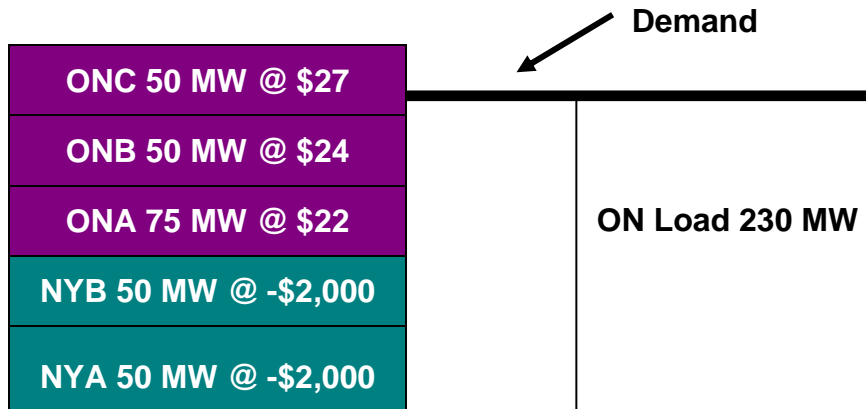 Demand
ONC 50 MW @ $27
ONB 50 MW @ $24
ONA 75 MW @ $22
ON Load 230 MW
NYB 50 MW @ -$2,000
NYA 50 MW @ -$2,000